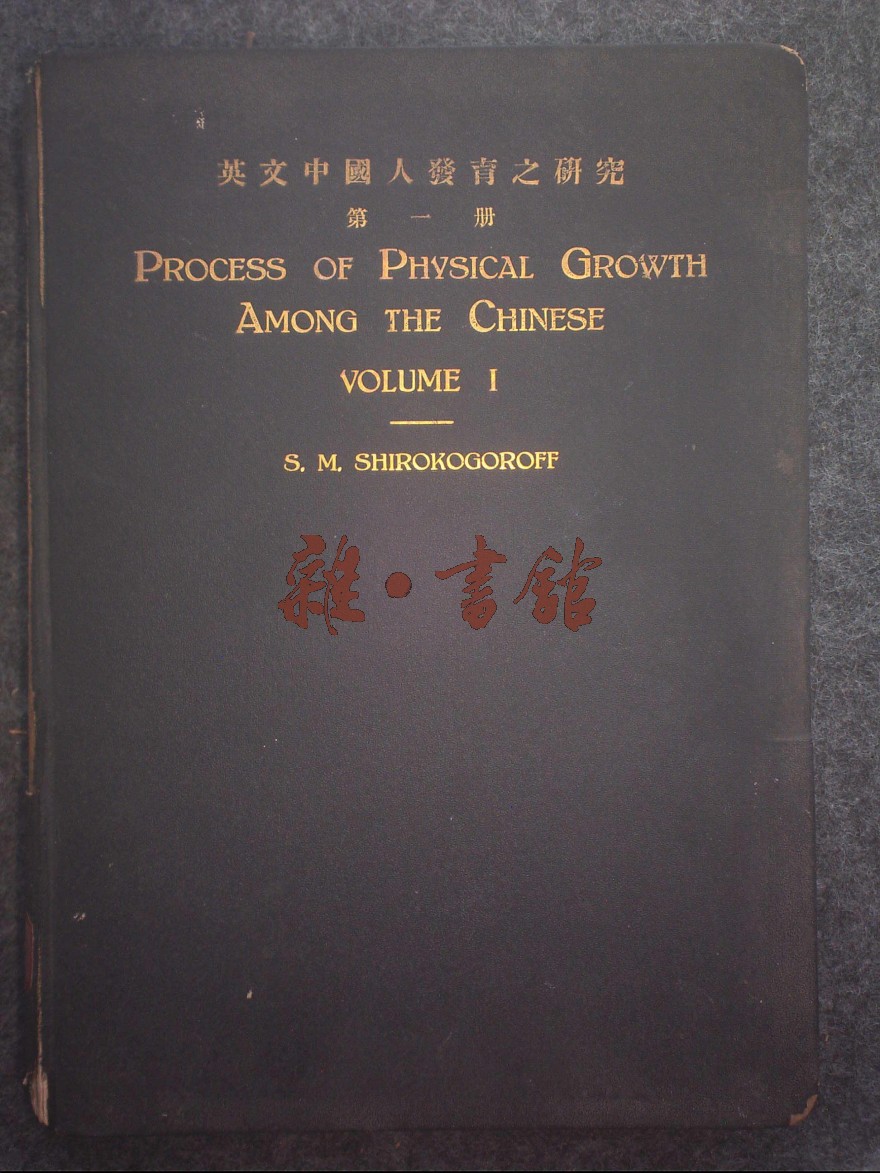 英文中國人發育之研究
第一册
PROCESS OF PHYSICAL GROWTH
AMONG THE CHINESE
VOLUME I
S. M. SHIROKOGOROFF
雜·書館